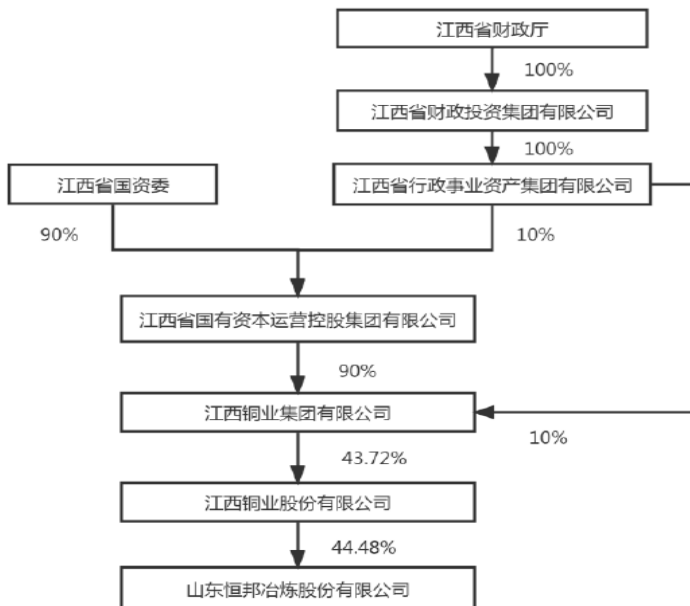 江西省财政厅
100%
江西省财政投资集团有限公司
100%
江西省国资委
江西省行政事业资产集团有限公司
90%
10%
江西省国有资本运营控股集团有限公司
90%
江西铜业集团有限公司
10%
43.72%
江西铜业股份有限公司
44.48%
山东恒邦冶炼股份有限公司